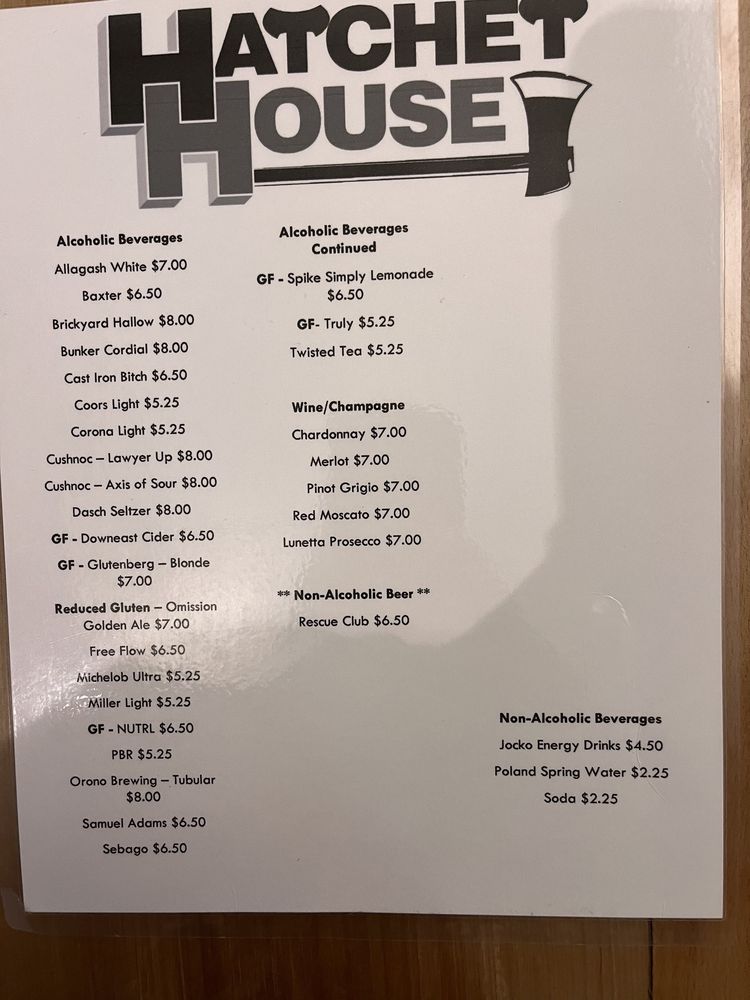 HATCHET
HOUSE
Alcoholic Beverages
Allagash White $7.00
Baxter $6.50
Brickyard Hallow $8.00
Bunker Cordial $8.00
Cast Iron Bitch $6.50
Coors Light $5.25
Corona Light $5.25
Cushnoc – Lawyer Up $8.00
Cushnoc – Axis of Sour $8.00
Dasch Seltzer $8.00
GF - Downeast Cider $6.50
GF - Glutenberg – Blonde
$7.00
Reduced Gluten – Omission
Golden Ale $7.00
Free Flow $6.50
Michelob Ultra $5.25
Miller Light $5.25
GF - NUTRL $6.50
PBR $5.25
Orono Brewing – Tubular
$8.00
Samuel Adams $6.50
Sebago $6.50
Alcoholic Beverages
Continued
GF - Spike Simply Lemonade
$6.50
GF- Truly $5.25
Twisted Tea $5.25
Wine/Champagne
Chardonnay $7.00
Merlot $7.00
Pinot Grigio $7.00
Red Moscato $7.00
Lunetta Prosecco $7.00
** Non-Alcoholic Beer **
Rescue Club $6.50
Non-Alcoholic Beverages
Jocko Energy Drinks $4.50
Poland Spring Water $2.25
Soda $2.25